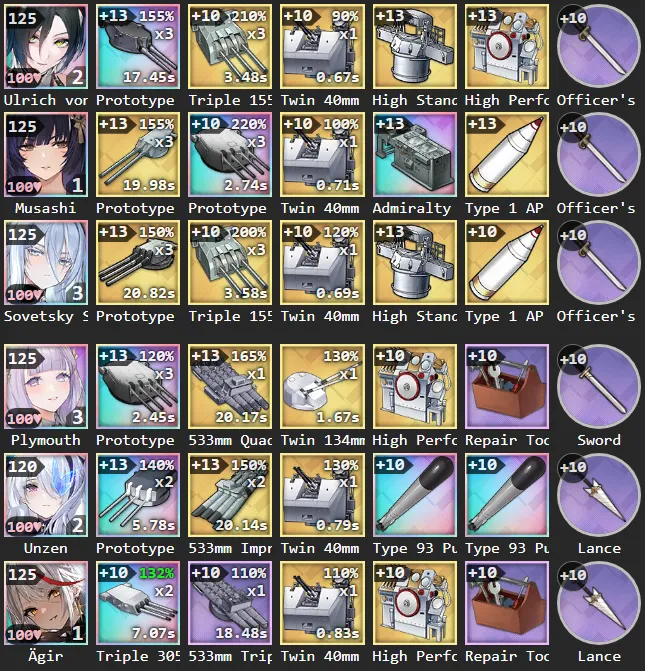 125 +13 155% +10 210% +10 90% +13 +13 +10
x3 x3 x1
100♥ 2 17.45s 3.48s 0.67s
Ulrich vor Prototype Triple 155 Twin 40mm High Stand High Perfo Officer's
125 +13 155% +10 220% +10 100% +13 +13 +10
x3 x3 x1
100♥ 1 19.98s 2.74s 0.71s
Musashi Prototype Prototype Twin 40mm Admiralty Type 1 AP Officer's
125 +13 150% +10 200% +10 120% +13 +10 +10
x3 x3 x1
100♥ 3 20.82s 3.58s 0.69s
Sovetsky S Prototype Triple 155 Twin 40mm High Stand Type 1 AP Officer's
125 +13 120% +13 165% 130% +10 +10 +10
x3 x1 x1
100♥ 3 2.45s 20.17s 1.67s
Plymouth Prototype 533mm Quad Twin 134mm High Perfo Repair Too Sword
120 +13 140% +13 150% +10 130% +10 +10 +10
x2 x2 x1
100♥ 2 5.78s 20.14s 0.79s
Unzen Prototype 533mm Impr Twin 40mm Type 93 Pu Type 93 Pu Lance
125 +10 132% +10 110% +10 110% +10 +10 +10
x2 x1 x1
100♥ 1 7.07s 18.48s 0.83s
Ägir Triple 305 533mm Trip Twin 40mm High Perfo Repair Too Lance